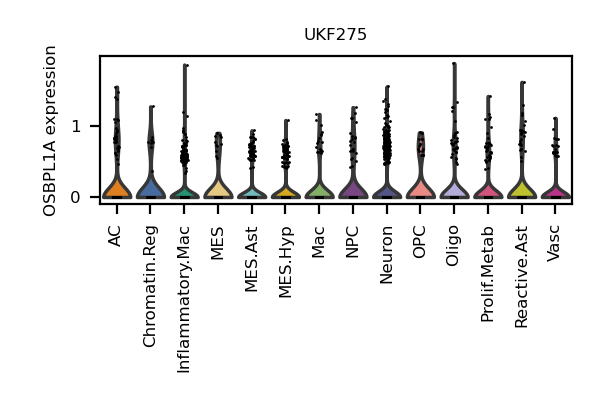 UKF275
OSBPL1A expression
1
0
AC
Chromatin.Reg
Inflammatory.Mac
MES
MES.Ast
MES.Hyp
Mac
NPC
Neuron
OPC
Oligo
Prolif.Metab
Reactive.Ast
Vasc